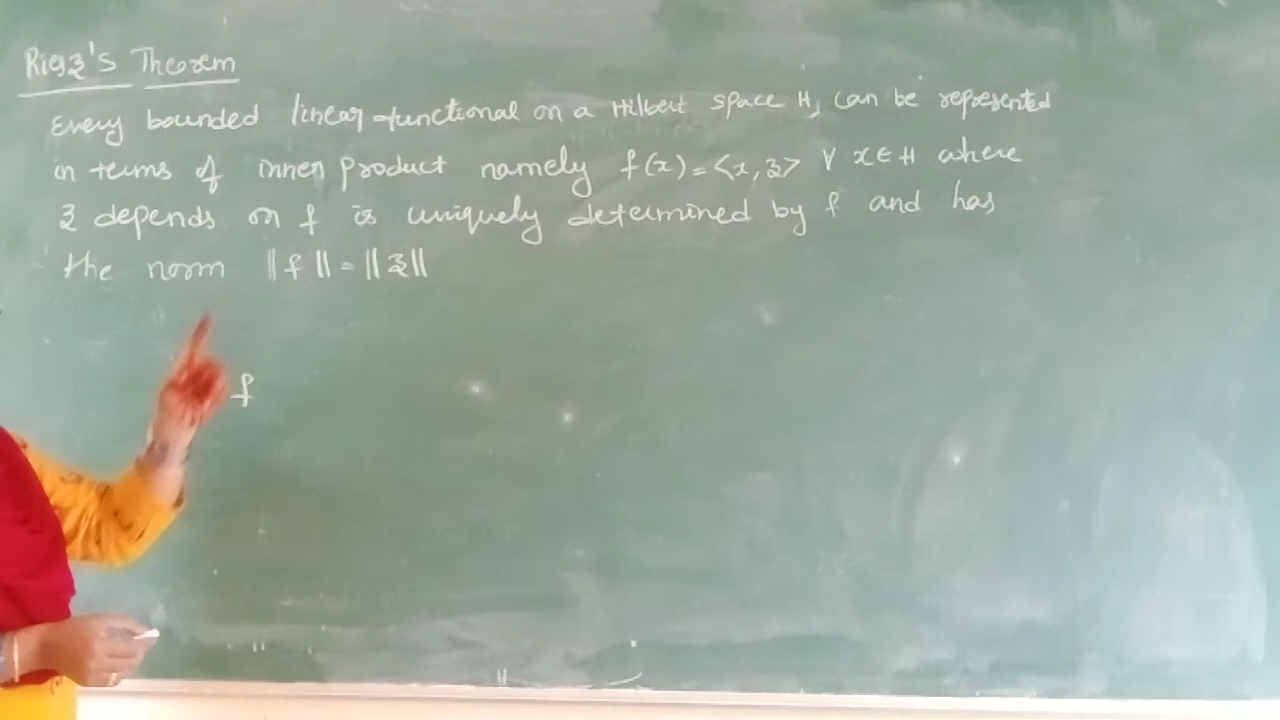 Riesz's Theorem
Every bounded linear functional on a Hilbert space H, can be represented
in terms of inner product namely f(x) = <x, z> ∀ x ∈ H where
z depends on f is uniquely determined by f and has
the norm ||f|| = ||z||
f